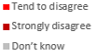 Tend to disagree
Strongly disagree
Don't know